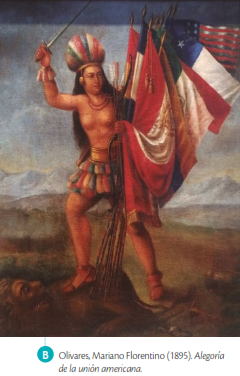 B Olivares, Mariano Florentino (1895). Alegoría
de la unión americana.